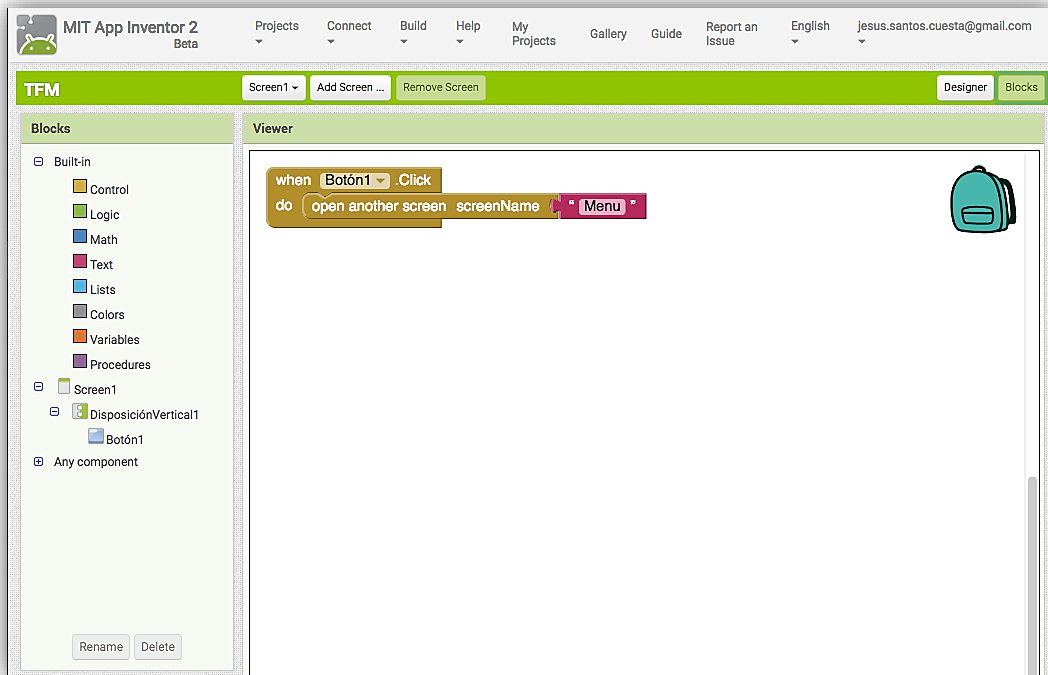 MIT App Inventor 2
Beta
Projects
Connect
Build
Help
My
Projects
Gallery
Guide
Report an
Issue
English
jesus.santos.cuesta@gmail.com
TFM
Screen1
Add Screen ...
Remove Screen
Designer
Blocks
Blocks
Viewer
Built-in
Control
Logic
Math
Text
Lists
Colors
Variables
Procedures
Screen1
DisposiciónVertical1
Botón1
Any component
Rename
Delete
when Botón1 .Click
do open another screen screenName “ Menu ”